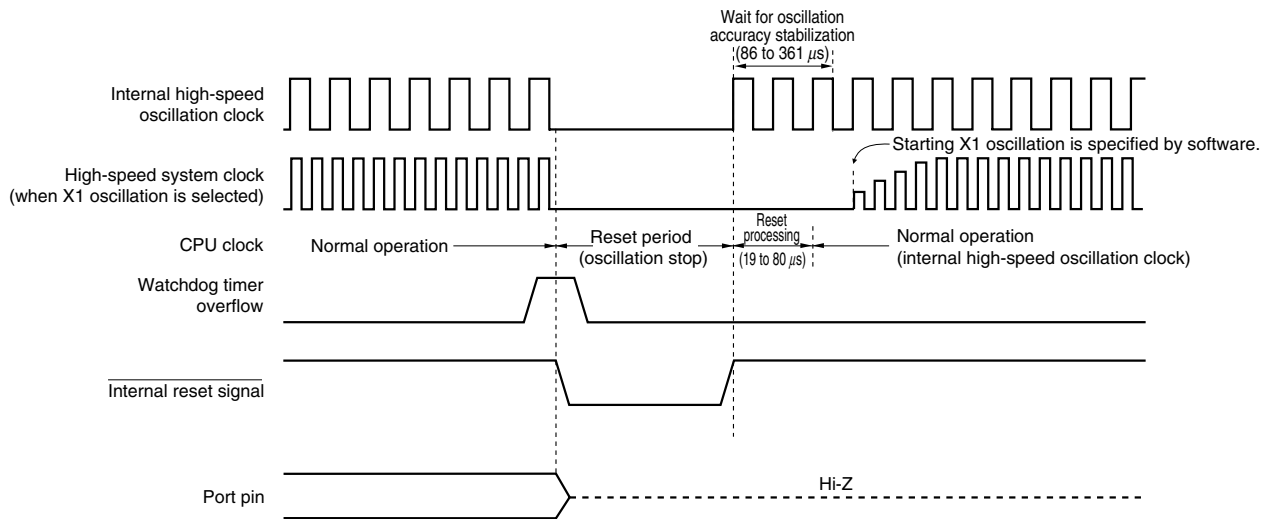 Wait for oscillation
accuracy stabilization
(86 to 361 μs)
Internal high-speed
oscillation clock
Starting X1 oscillation is specified by software.
High-speed system clock
(when X1 oscillation is selected)
CPU clock
Normal operation
Reset period
(oscillation stop)
Reset
processing
(19 to 80 μs)
Normal operation
(internal high-speed oscillation clock)
Watchdog timer
overflow
Internal reset signal
Hi-Z
Port pin